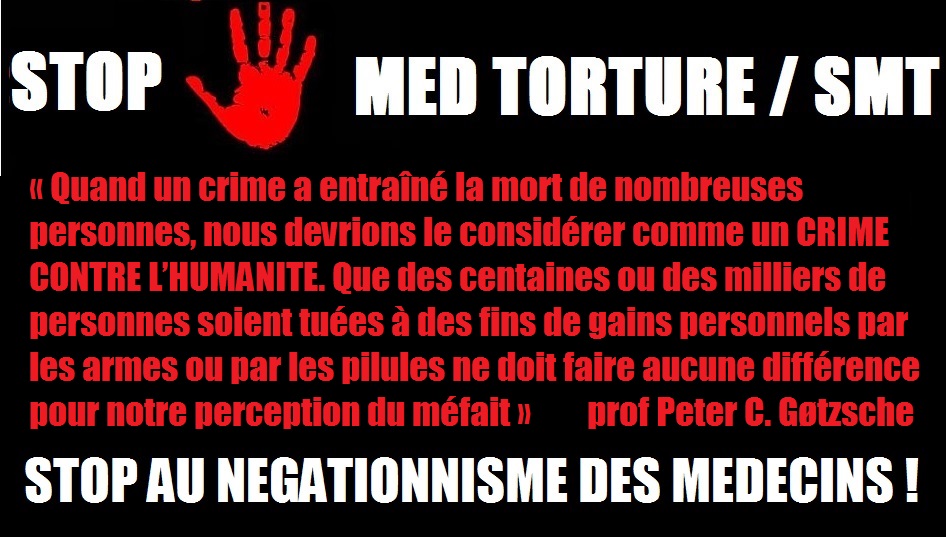 STOP MED TORTURE / SMT
« Quand un crime a entraîné la mort de nombreuses
personnes, nous devrions le considérer comme un CRIME
CONTRE L'HUMANITE. Que des centaines ou des milliers de
personnes soient tuées à des fins de gains personnels par
les armes ou par les pilules ne doit faire aucune différence
pour notre perception du méfait » prof Peter C. Gøtzsche
STOP AU NEGATIONNISME DES MEDECINS !